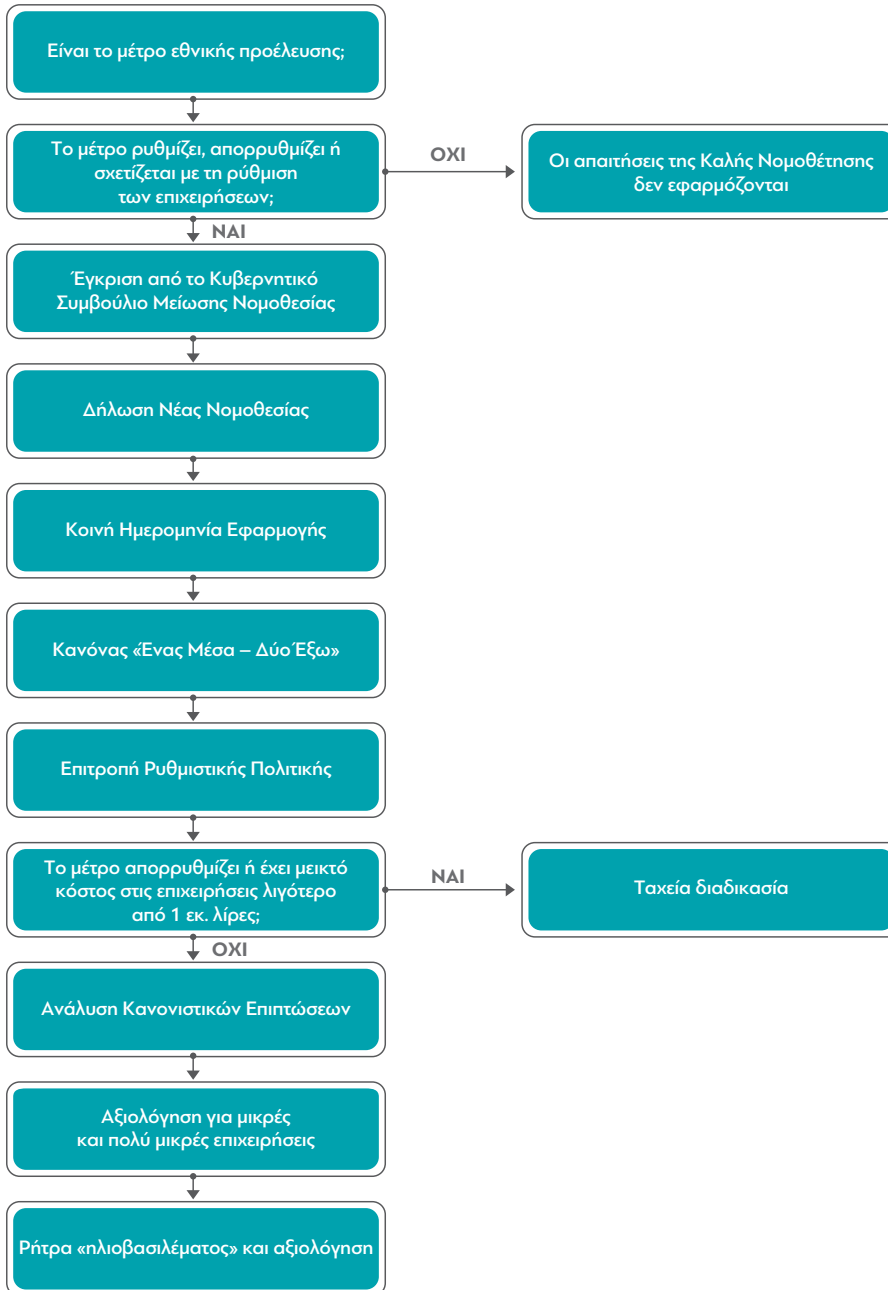 Είναι το μέτρο εθνικής προέλευσης;
Το μέτρο ρυθμίζει, απορρυθμίζει ή
σχετίζεται με τη ρύθμιση
των επιχειρήσεων;
ΟΧΙ
Οι απαιτήσεις της Καλής Νομοθέτησης
δεν εφαρμόζονται
ΝΑΙ
Έγκριση από το Κυβερνητικό
Συμβούλιο Μείωσης Νομοθεσίας
Δήλωση Νέας Νομοθεσίας
Κοινή Ημερομηνία Εφαρμογής
Κανόνας «Ένας Μέσα – Δύο Έξω»
Επιτροπή Ρυθμιστικής Πολιτικής
Το μέτρο απορρυθμίζει ή έχει μεικτό
κόστος στις επιχειρήσεις λιγότερο
από 1 εκ. λίρες;
ΝΑΙ
Ταχεία διαδικασία
ΟΧΙ
Ανάλυση Κανονιστικών Επιπτώσεων
Αξιολόγηση για μικρές
και πολύ μικρές επιχειρήσεις
Ρήτρα «ηλιοβασιλέματος» και αξιολόγηση